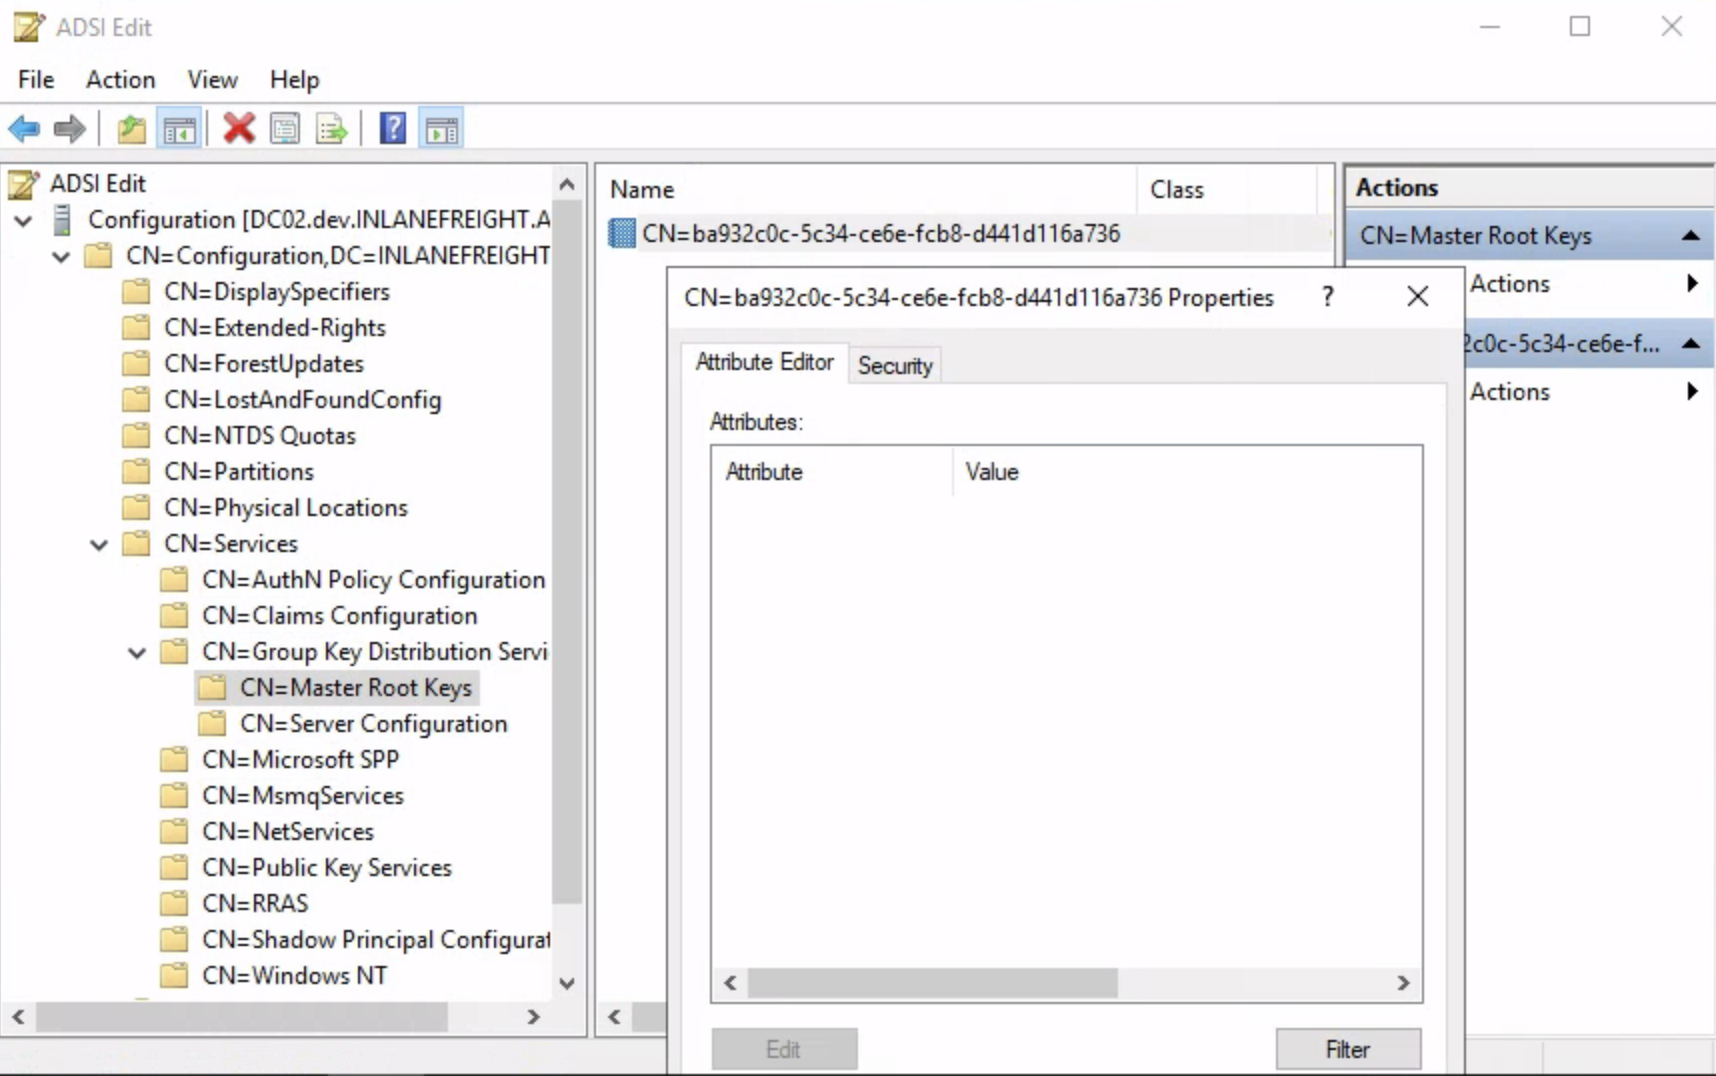 ADSI Edit
File Action View Help
ADSI Edit
Configuration [DC02.dev.INLANEFREIGHT.A
CN=Configuration,DC=INLANEFREIGHT
CN=DisplaySpecifiers
CN=Extended-Rights
CN=ForestUpdates
CN=LostAndFoundConfig
CN=NTDS Quotas
CN=Partitions
CN=Physical Locations
CN=Services
CN=AuthN Policy Configuration
CN=Claims Configuration
CN=Group Key Distribution Servi
CN=Master Root Keys
CN=Server Configuration
CN=Microsoft SPP
CN=MsmqServices
CN=NetServices
CN=Public Key Services
CN=RRAS
CN=Shadow Principal Configurat
CN=Windows NT
Name Class
CN=ba932c0c-5c34-ce6e-fcb8-d441d116a736
CN=ba932c0c-5c34-ce6e-fcb8-d441d116a736 Properties ?
Attribute Editor Security
Attributes:
Attribute Value
Edit Filter
Actions
CN=Master Root Keys
Actions
2c0c-5c34-ce6e-f...
Actions